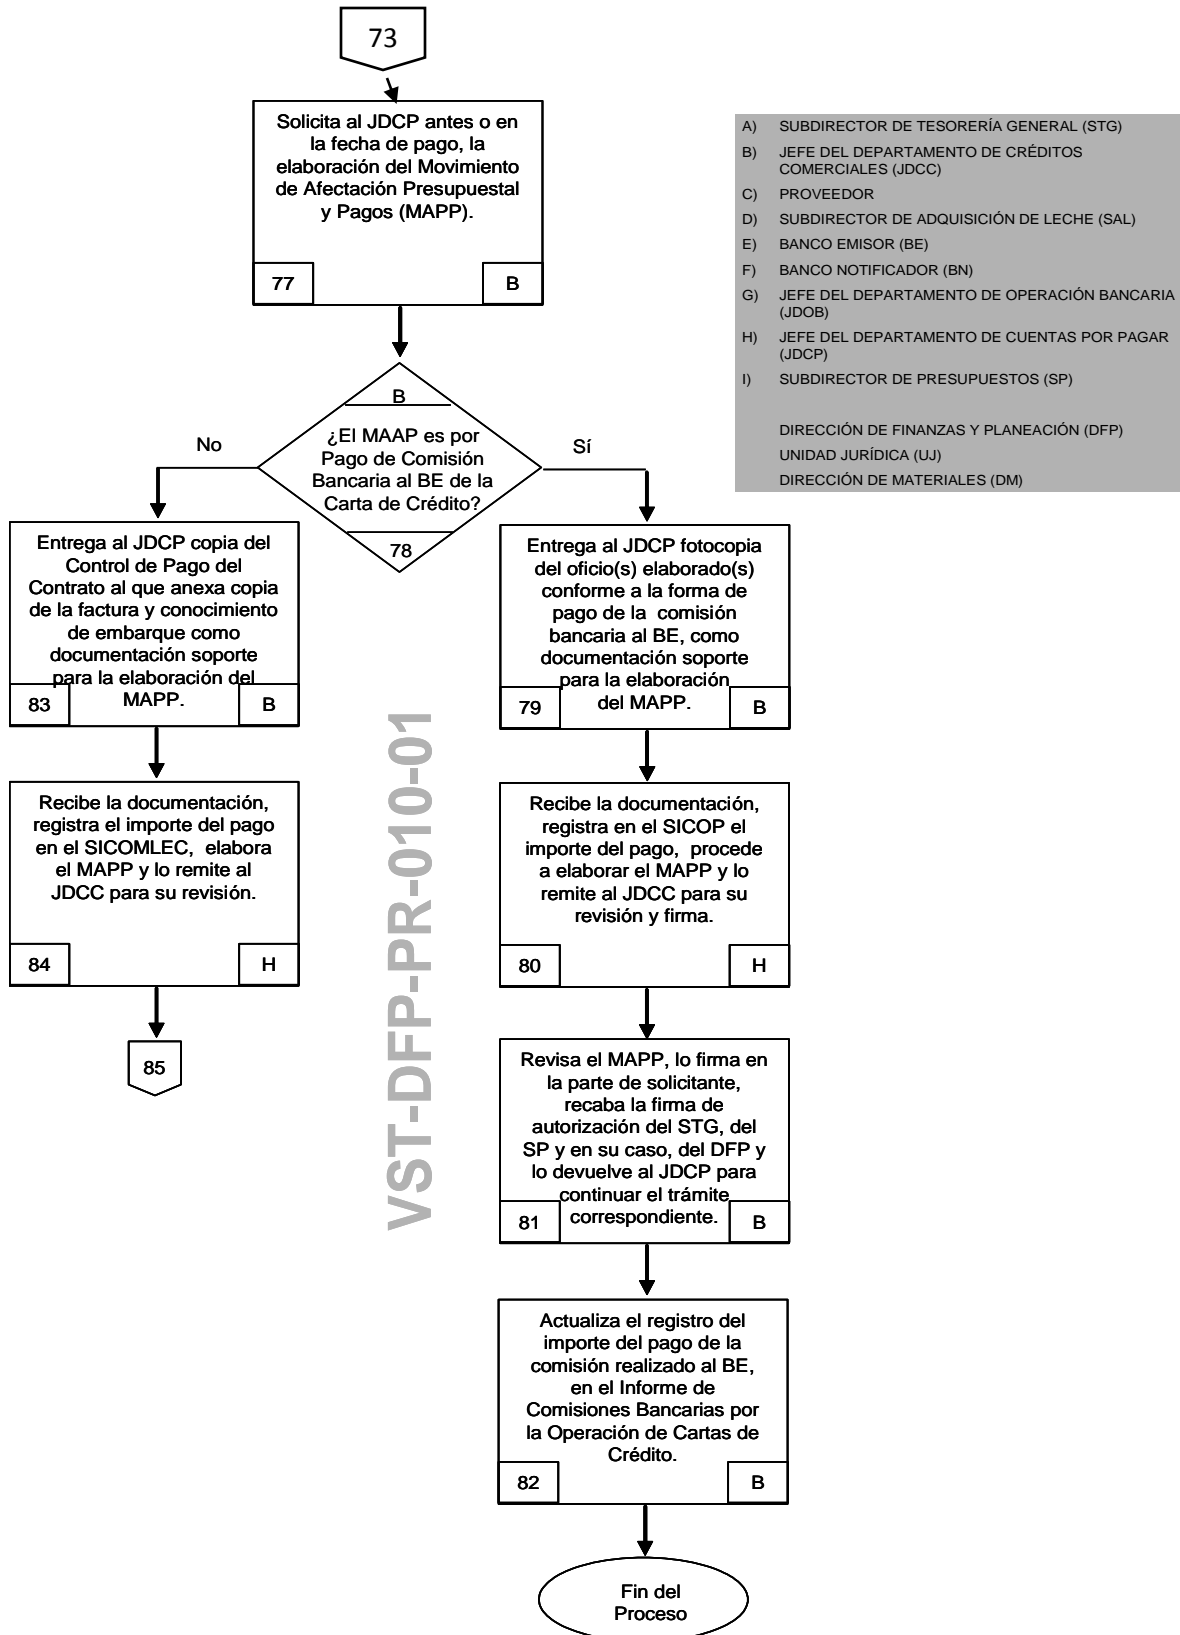 73
Solicita al JDCP antes o en
la fecha de pago, la
elaboración del Movimiento
de Afectación Presupuestal
y Pagos (MAPP).
77
B
A) SUBDIRECTOR DE TESORERÍA GENERAL (STG)
B) JEFE DEL DEPARTAMENTO DE CRÉDITOS
COMERCIALES (JDCC)
C) PROVEEDOR
D) SUBDIRECTOR DE ADQUISICIÓN DE LECHE (SAL)
E) BANCO EMISOR (BE)
F) BANCO NOTIFICADOR (BN)
G) JEFE DEL DEPARTAMENTO DE OPERACIÓN BANCARIA
(JDOB)
H) JEFE DEL DEPARTAMENTO DE CUENTAS POR PAGAR
(JDCP)
I) SUBDIRECTOR DE PRESUPUESTOS (SP)
DIRECCIÓN DE FINANZAS Y PLANEACIÓN (DFP)
UNIDAD JURÍDICA (UJ)
DIRECCIÓN DE MATERIALES (DM)
B
¿El MAAP es por
Pago de Comisión
Bancaria al BE de la
Carta de Crédito?
78
No
Sí
Entrega al JDCP copia del
Control de Pago del
Contrato al que anexa copia
de la factura y conocimiento
de embarque como
documentación soporte
para la elaboración del
MAPP.
83
B
Recibe la documentación,
registra el importe del pago
en el SICOMLEC, elabora
el MAPP y lo remite al
JDCC para su revisión.
84
H
85
VST-DFP-PR-010-01
Entrega al JDCP fotocopia
del oficio(s) elaborado(s)
conforme a la forma de
pago de la comisión
bancaria al BE, como
documentación soporte
para la elaboración
del MAPP.
79
B
Recibe la documentación,
registra en el SICOP el
importe del pago, procede
a elaborar el MAPP y lo
remite al JDCC para su
revisión y firma.
80
H
Revisa el MAPP, lo firma en
la parte de solicitante,
recaba la firma de
autorización del STG, del
SP y en su caso, del DFP y
lo devuelve al JDCP para
continuar el trámite
correspondiente.
81
B
Actualiza el registro del
importe del pago de la
comisión realizado al BE,
en el Informe de
Comisiones Bancarias por
la Operación de Cartas de
Crédito.
82
B
Fin del
Proceso